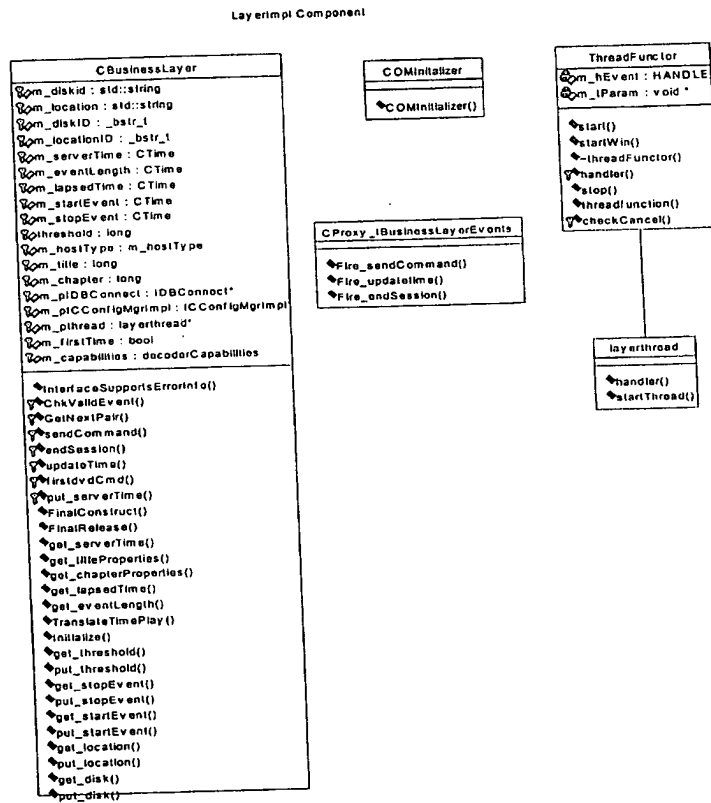 LayerImpl Component
CBusinessLayer
m_diskid : std::string
m_location : std::string
m_diskID : _bstr_t
m_locationID : _bstr_t
m_serverTime : CTime
m_eventLength : CTime
m_lapsedTime : CTime
m_startEvent : CTime
m_stopEvent : CTime
threshold : long
m_hostType : m_hostType
m_title : long
m_chapter : long
m_pIDBConnect : IDBConnect*
m_pICConfigMgrImpl : ICConfigMgrImpl*
m_pthread : layerthread*
m_firstTime : bool
m_capabilities : decoderCapabilities
InterfaceSupportsErrorInfo()
ChkValidEvent()
GetNextPair()
sendCommand()
endSession()
updateTime()
firstdvdCmd()
put_serverTime()
FinalConstruct()
FinalRelease()
get_serverTime()
get_titleProperties()
get_chapterProperties()
get_lapsedTime()
get_eventLength()
TranslateTimePlay()
Initialize()
get_threshold()
put_threshold()
get_stopEvent()
put_stopEvent()
get_startEvent()
put_startEvent()
get_location()
put_location()
get_disk()
put_disk()
COMInitalizer
COMInitializer()
CProxy_IBusinessLayerEvents
Fire_sendCommand()
Fire_updatetime()
Fire_endSession()
ThreadFunctor
m_hEvent : HANDLE
m_lParam : void *
start()
startWin()
~threadFunctor()
handler()
stop()
threadfunction()
checkCancel()
layerthread
handler()
startThread()